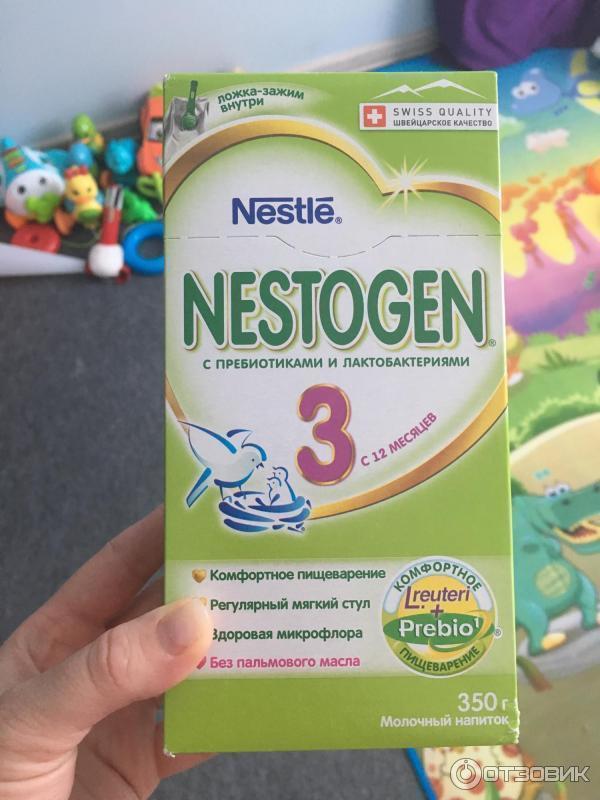 ложка-зажим
внутри
SWISS QUALITY
ШВЕЙЦАРСКОЕ КАЧЕСТВО
Nestlé®
NESTOGEN®
С ПРЕБИОТИКАМИ И ЛАКТОБАКТЕРИЯМИ
3
С 12 МЕСЯЦЕВ
Комфортное пищеварение
Регулярный мягкий стул
Здоровая микрофлора
Без пальмового масла
КОМФОРТНОЕ
L.reuteri
+
Prebio1®
ПИЩЕВАРЕНИЕ
350 г
Молочный напиток
ОТЗОВИК